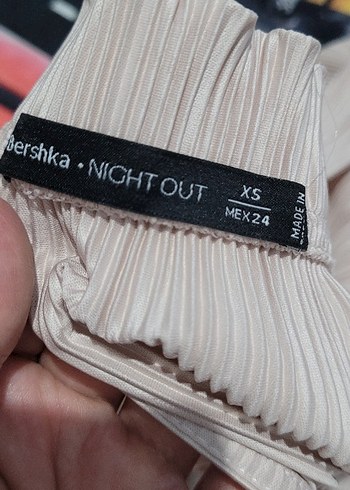 Bershka • NIGHT OUT
XS
MEX 24
MADE IN